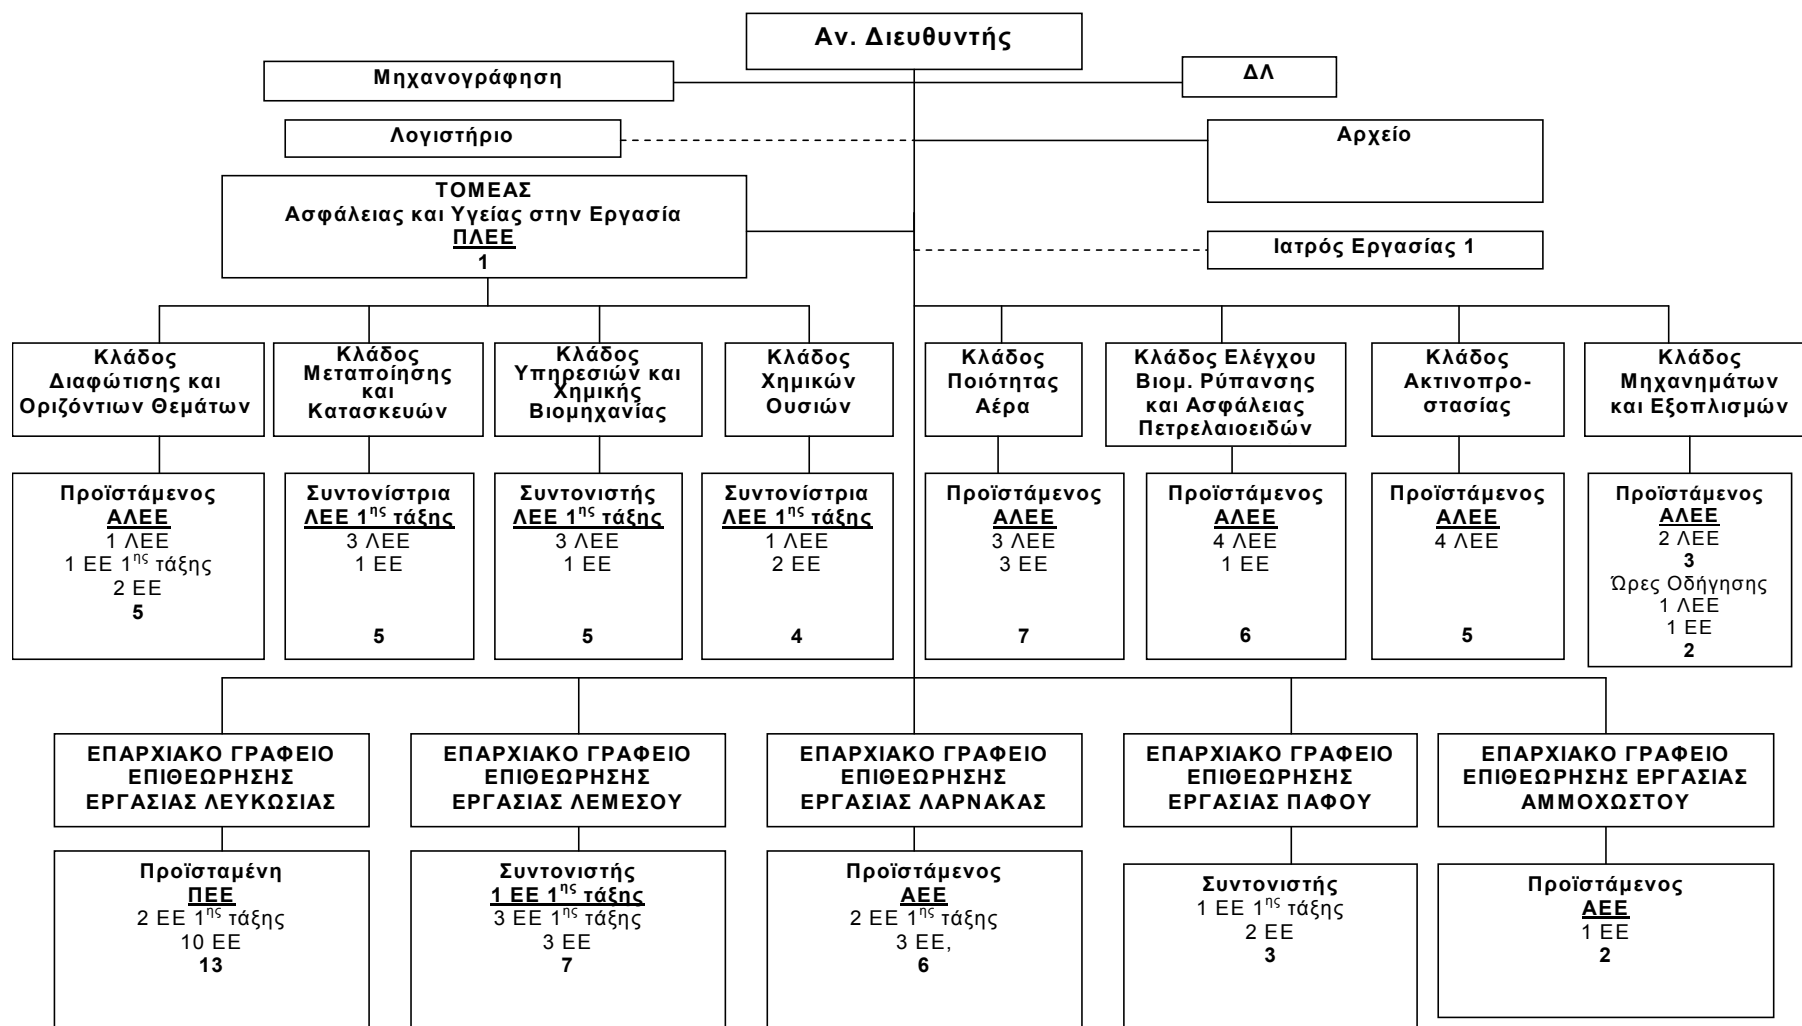 Αν. Διευθυντής
Μηχανογράφηση
ΔΛ
Λογιστήριο
Αρχείο
ΤΟΜΕΑΣ
Ασφάλειας και Υγείας στην Εργασία
ΠΛΕΕ
1
Ιατρός Εργασίας 1
Κλάδος
Διαφώτισης και
Οριζόντιων Θεμάτων
Κλάδος
Μεταποίησης
και
Κατασκευών
Κλάδος
Υπηρεσιών και
Χημικής
Βιομηχανίας
Κλάδος
Χημικών
Ουσιών
Κλάδος
Ποιότητας
Αέρα
Κλάδος Ελέγχου
Βιομ. Ρύπανσης
και Ασφάλειας
Πετρελαιοειδών
Κλάδος
Ακτινοπρο-
στασίας
Κλάδος
Μηχανημάτων
και Εξοπλισμών
Προϊστάμενος
ΑΛΕΕ
1 ΛΕΕ
1 ΕΕ 1ης τάξης
2 ΕΕ
5
Συντονίστρια
ΛΕΕ 1ης τάξης
3 ΛΕΕ
1 ΕΕ
5
Συντονιστής
ΛΕΕ 1ης τάξης
3 ΛΕΕ
1 ΕΕ
5
Συντονίστρια
ΛΕΕ 1ης τάξης
1 ΛΕΕ
2 ΕΕ
4
Προϊστάμενος
ΑΛΕΕ
3 ΛΕΕ
3 ΕΕ
7
Προϊστάμενος
ΑΛΕΕ
4 ΛΕΕ
1 ΕΕ
6
Προϊστάμενος
ΑΛΕΕ
4 ΛΕΕ
5
Προϊστάμενος
ΑΛΕΕ
2 ΛΕΕ
3
Ώρες Οδήγησης
1 ΛΕΕ
1 ΕΕ
2
ΕΠΑΡΧΙΑΚΟ ΓΡΑΦΕΙΟ
ΕΠΙΘΕΩΡΗΣΗΣ
ΕΡΓΑΣΙΑΣ ΛΕΥΚΩΣΙΑΣ
ΕΠΑΡΧΙΑΚΟ ΓΡΑΦΕΙΟ
ΕΠΙΘΕΩΡΗΣΗΣ
ΕΡΓΑΣΙΑΣ ΛΕΜΕΣΟΥ
ΕΠΑΡΧΙΑΚΟ ΓΡΑΦΕΙΟ
ΕΠΙΘΕΩΡΗΣΗΣ
ΕΡΓΑΣΙΑΣ ΛΑΡΝΑΚΑΣ
ΕΠΑΡΧΙΑΚΟ ΓΡΑΦΕΙΟ
ΕΠΙΘΕΩΡΗΣΗΣ
ΕΡΓΑΣΙΑΣ ΠΑΦΟΥ
ΕΠΑΡΧΙΑΚΟ ΓΡΑΦΕΙΟ
ΕΠΙΘΕΩΡΗΣΗΣ ΕΡΓΑΣΙΑΣ
ΑΜΜΟΧΩΣΤΟΥ
Προϊσταμένη
ΠΕΕ
2 ΕΕ 1ης τάξης
10 ΕΕ
13
Συντονιστής
1 ΕΕ 1ης τάξης
3 ΕΕ 1ης τάξης
3 ΕΕ
7
Προϊστάμενος
ΑΕΕ
2 ΕΕ 1ης τάξης
3 ΕΕ,
6
Συντονιστής
1 ΕΕ 1ης τάξης
2 ΕΕ
3
Προϊστάμενος
ΑΕΕ
1 ΕΕ
2